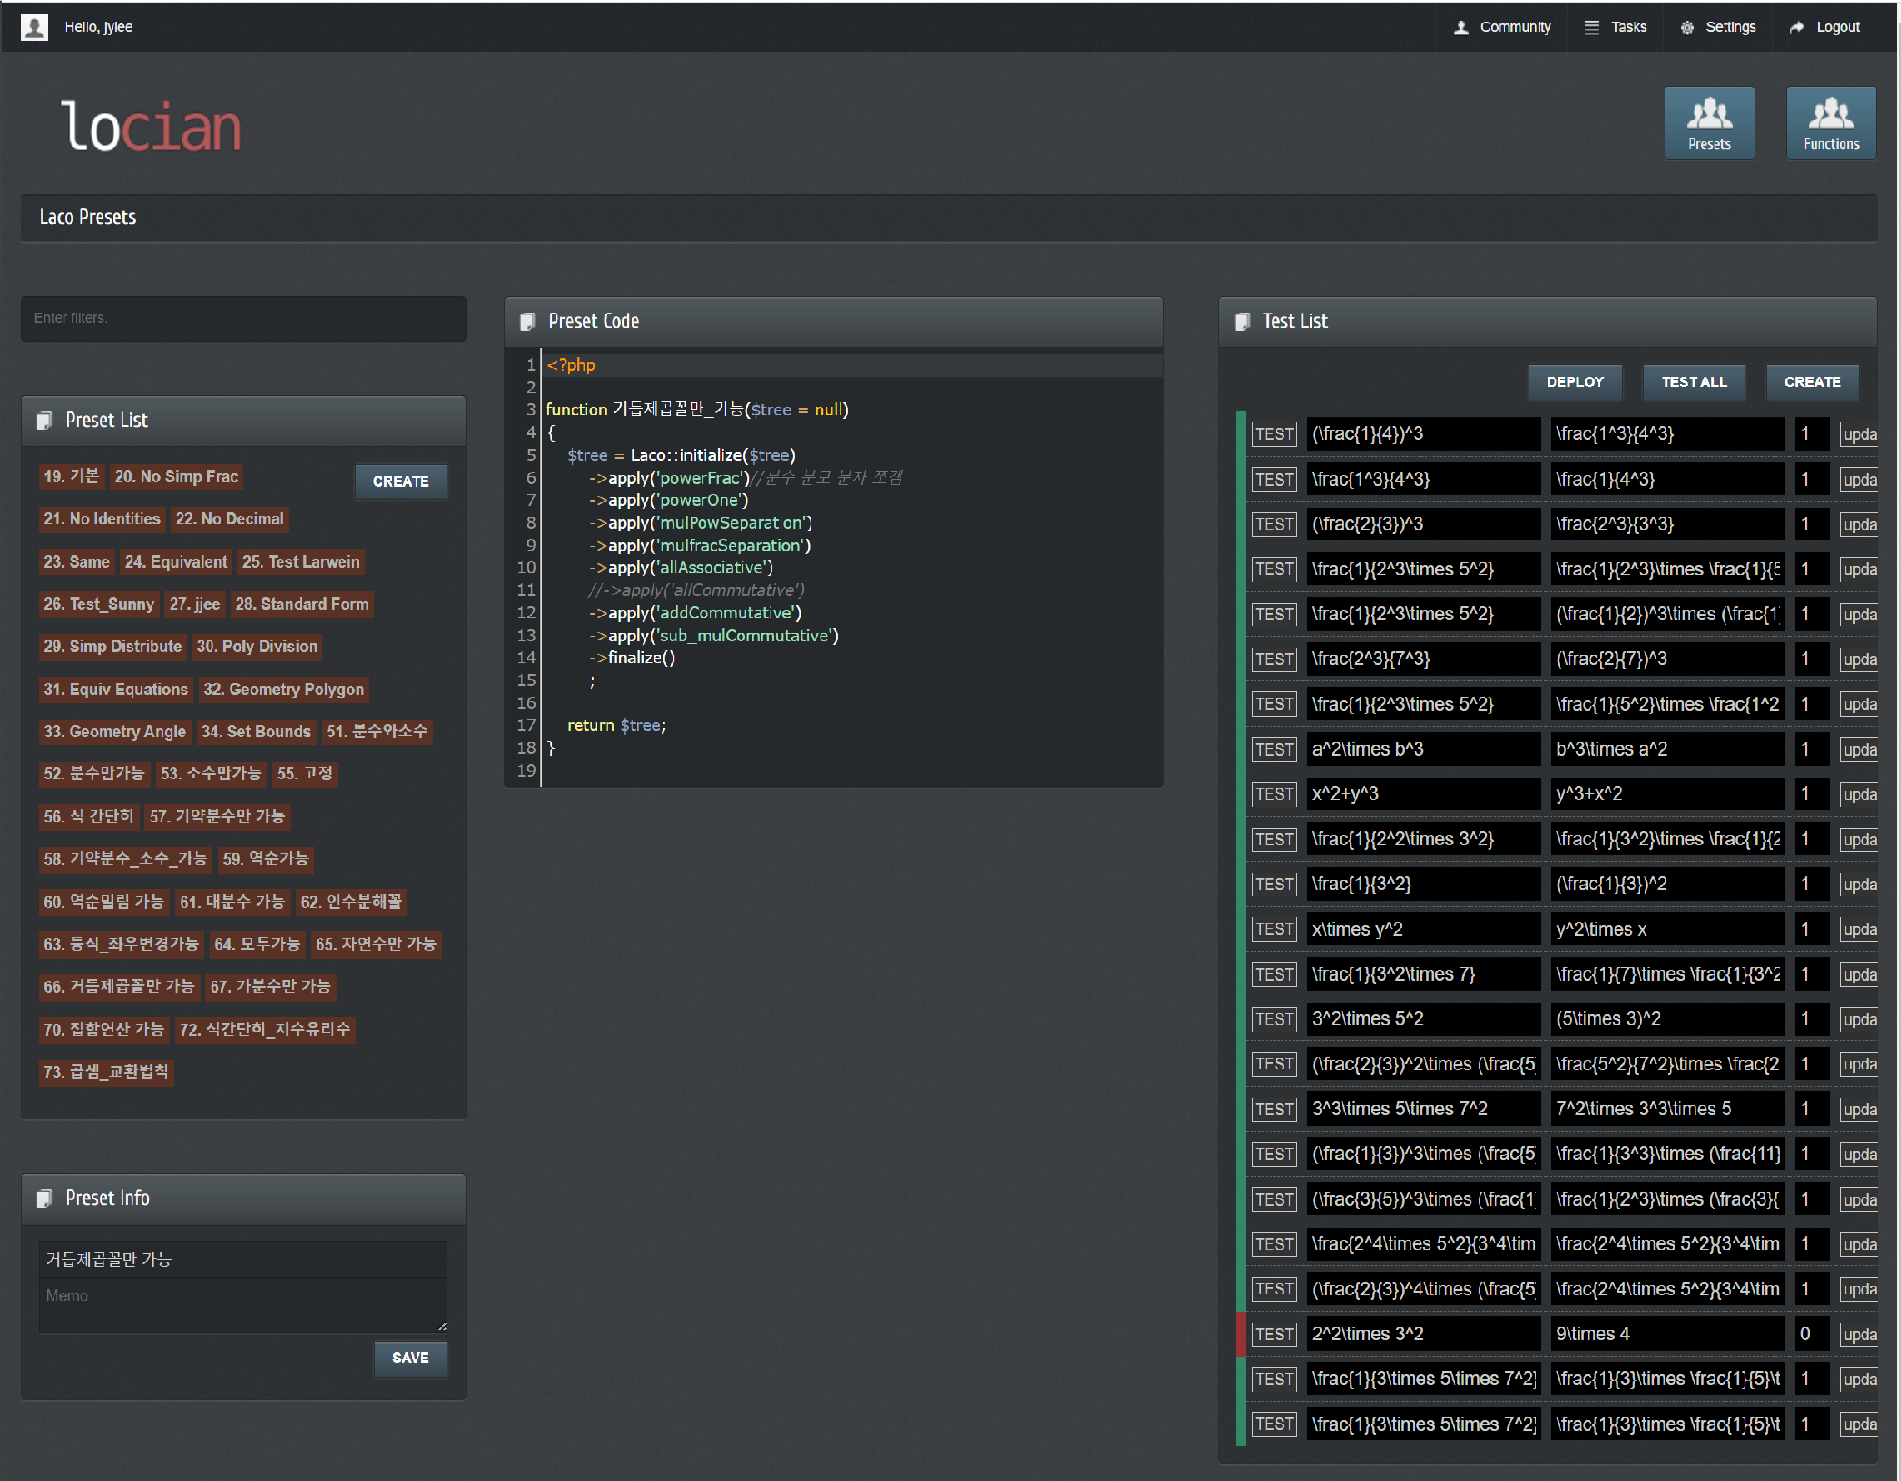 Hello, jylee
Community
Tasks
Settings
Logout
locian
Presets
Functions
Laco Presets
Enter filters.
Preset List
CREATE
19. 기본
20. No Simp Frac
21. No Identities
22. No Decimal
23. Same
24. Equivalent
25. Test Larwein
26. Test_Sunny
27. jjee
28. Standard Form
29. Simp Distribute
30. Poly Division
31. Equiv Equations
32. Geometry Polygon
33. Geometry Angle
34. Set Bounds
51. 분수와소수
52. 분수만가능
53. 소수만가능
55. 고정
56. 식 간단히
57. 기약분수만 가능
58. 기약분수_소수_가능
59. 역순가능
60. 역순밀림 가능
61. 대분수 가능
62. 인수분해꼴
63. 등식_좌우변경가능
64. 모두가능
65. 자연수만 가능
66. 거듭제곱꼴만 가능
67. 가분수만 가능
70. 집합연산 가능
72. 식간단히_지수유리수
73. 곱셈_교환법칙
Preset Info
거듭제곱꼴만 가능
Memo
SAVE
Preset Code
1 <?php
2
3 function 거듭제곱꼴만_가능($tree = null)
4 {
5 $tree = Laco::initialize($tree)
6 ->apply('powerFrac')//분수 분모 분자 쪼갬
7 ->apply('powerOne')
8 ->apply('mulPowSeparation')
9 ->apply('mulfracSeparation')
10 ->apply('allAssociative')
11 //->apply('allCommutative')
12 ->apply('addCommutative')
13 ->apply('sub_mulCommutative')
14 ->finalize()
15 ;
16
17 return $tree;
18 }
19
Test List
DEPLOY
TEST ALL
CREATE
TEST (\frac{1}{4})^3 \frac{1^3}{4^3} 1 upda
TEST \frac{1^3}{4^3} \frac{1}{4^3} 1 upda
TEST (\frac{2}{3})^3 \frac{2^3}{3^3} 1 upda
TEST \frac{1}{2^3\times 5^2} \frac{1}{2^3}\times \frac{1}{5 1 upda
TEST \frac{1}{2^3\times 5^2} (\frac{1}{2})^3\times (\frac{1 1 upda
TEST \frac{2^3}{7^3} (\frac{2}{7})^3 1 upda
TEST \frac{1}{2^3\times 5^2} \frac{1}{5^2}\times \frac{1^2 1 upda
TEST a^2\times b^3 b^3\times a^2 1 upda
TEST x^2+y^3 y^3+x^2 1 upda
TEST \frac{1}{2^2\times 3^2} \frac{1}{3^2}\times \frac{1}{2 1 upda
TEST \frac{1}{3^2} (\frac{1}{3})^2 1 upda
TEST x\times y^2 y^2\times x 1 upda
TEST \frac{1}{3^2\times 7} \frac{1}{7}\times \frac{1}{3^2 1 upda
TEST 3^2\times 5^2 (5\times 3)^2 1 upda
TEST (\frac{2}{3})^2\times (\frac{5 \frac{5^2}{7^2}\times \frac{2 1 upda
TEST 3^3\times 5\times 7^2 7^2\times 3^3\times 5 1 upda
TEST (\frac{1}{3})^3\times (\frac{5 \frac{1}{3^3}\times (\frac{11} 1 upda
TEST (\frac{3}{5})^3\times (\frac{1 \frac{1}{2^3}\times (\frac{3}{ 1 upda
TEST \frac{2^4\times 5^2}{3^4\tim \frac{2^4\times 5^2}{3^4\tim 1 upda
TEST (\frac{2}{3})^4\times (\frac{5 \frac{2^4\times 5^2}{3^4\tim 1 upda
TEST 2^2\times 3^2 9\times 4 0 upda
TEST \frac{1}{3\times 5\times 7^2} \frac{1}{3}\times \frac{1}{5}\t 1 upda
TEST \frac{1}{3\times 5\times 7^2} \frac{1}{3}\times \frac{1}{5}\t 1 upda